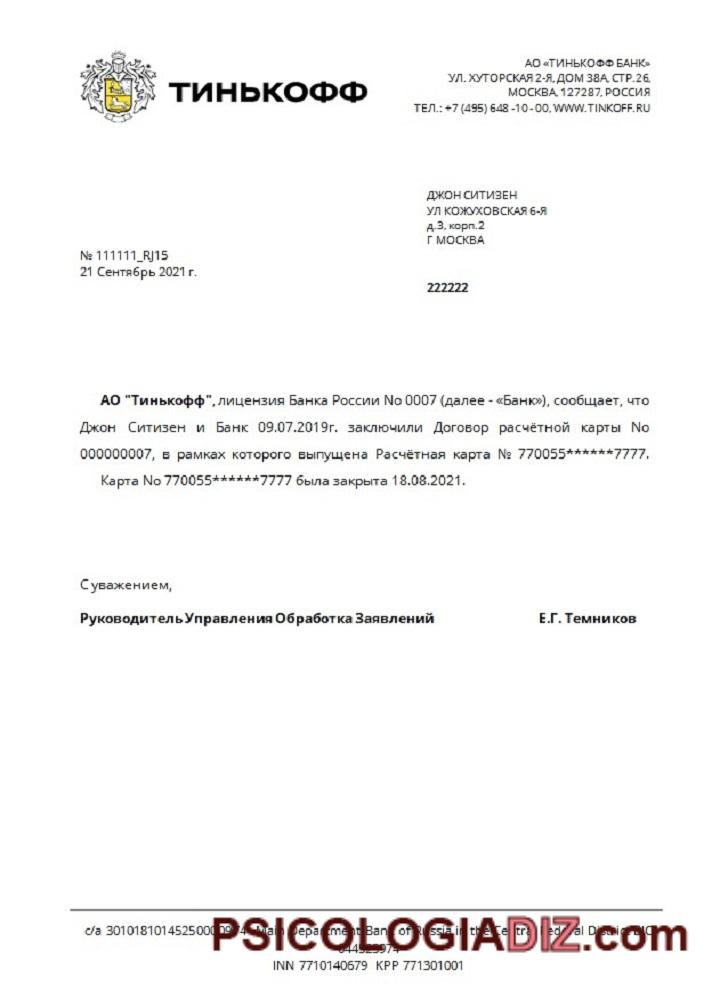 ТИНЬКОФФ
АО «ТИНЬКОФФ БАНК»
УЛ. ХУТОРСКАЯ 2-Я, ДОМ 38А, СТР. 26,
МОСКВА, 127287, РОССИЯ
ТЕЛ.: +7 (495) 648 -10 - 00, WWW.TINKOFF.RU
ДЖОН СИТИЗЕН
УЛ КОЖУХОВСКАЯ 6-Я
д.3, корп.2
Г МОСКВА
№ 111111_RJ15
21 Сентябрь 2021 г.
222222
АО "Тинькофф", лицензия Банка России No 0007 (далее - «Банк»), сообщает, что
Джон Ситизен и Банк 09.07.2019г. заключили Договор расчётной карты No
000000007, в рамках которого выпущена Расчётная карта № 770055******7777.
Карта No 770055******7777 была закрыта 18.08.2021.
С уважением,
Руководитель Управления Обработка Заявлений Е.Г. Темников
c/a Main Department Bank of Russia in the Central Federal District
PSICOLOGIADIZ.com
INN 7710140679 KPP 771301001